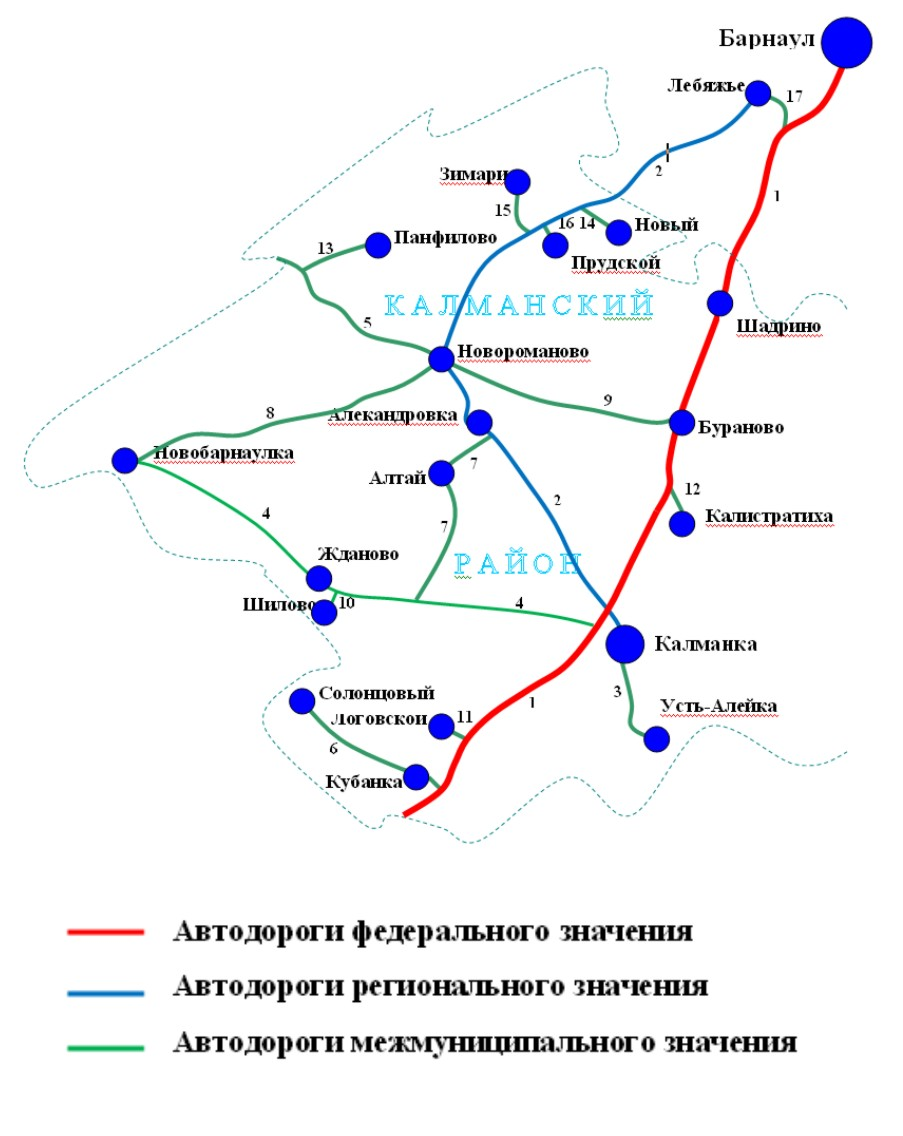 Барнаул
Лебяжье
17
2
1
Зимари
15
16 14
Новый
Прудской
13
Панфилово
КАЛМАНСКИЙ
Шадрино
5
Новороманово
9
8
Алекандровка
Бураново
Новобарнаулка
7
Алтай
12
Калистратиха
4
7
2
РАЙОН
Жданово
Шилово
10
4
Калманка
3
Усть-Алейка
Солонцовый
Логовской
11
1
6
Кубанка
Автодороги федерального значения
Автодороги регионального значения
Автодороги межмуниципального значения